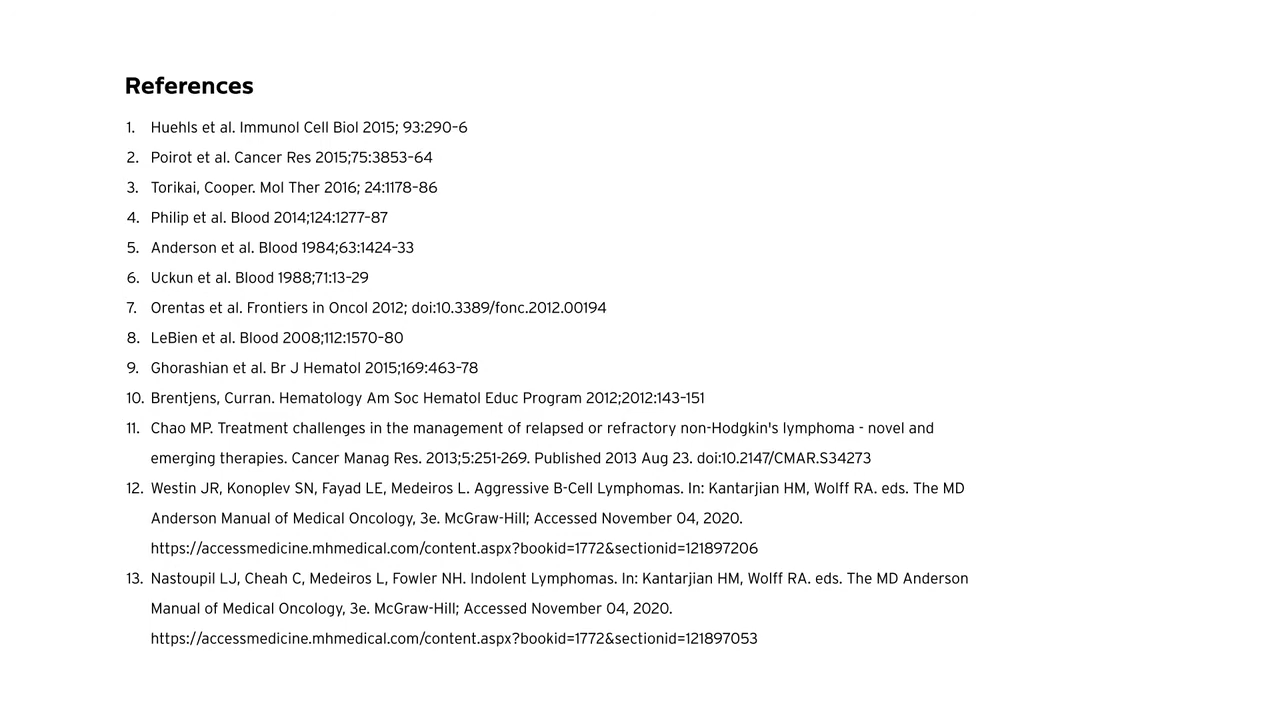 References
1. Huehls et al. Immunol Cell Biol 2015; 93:290–6
2. Poirot et al. Cancer Res 2015;75:3853–64
3. Torikai, Cooper. Mol Ther 2016; 24:1178–86
4. Philip et al. Blood 2014;124:1277–87
5. Anderson et al. Blood 1984;63:1424–33
6. Uckun et al. Blood 1988;71:13–29
7. Orentas et al. Frontiers in Oncol 2012; doi:10.3389/fonc.2012.00194
8. LeBien et al. Blood 2008;112:1570–80
9. Ghorashian et al. Br J Hematol 2015;169:463–78
10. Brentjens, Curran. Hematology Am Soc Hematol Educ Program 2012;2012:143–151
11. Chao MP. Treatment challenges in the management of relapsed or refractory non-Hodgkin's lymphoma - novel and
emerging therapies. Cancer Manag Res. 2013;5:251-269. Published 2013 Aug 23. doi:10.2147/CMAR.S34273
12. Westin JR, Konoplev SN, Fayad LE, Medeiros L. Aggressive B-Cell Lymphomas. In: Kantarjian HM, Wolff RA. eds. The MD
Anderson Manual of Medical Oncology, 3e. McGraw-Hill; Accessed November 04, 2020.
https://accessmedicine.mhmedical.com/content.aspx?bookid=1772&sectionid=121897206
13. Nastoupil LJ, Cheah C, Medeiros L, Fowler NH. Indolent Lymphomas. In: Kantarjian HM, Wolff RA. eds. The MD Anderson
Manual of Medical Oncology, 3e. McGraw-Hill; Accessed November 04, 2020.
https://accessmedicine.mhmedical.com/content.aspx?bookid=1772&sectionid=121897053